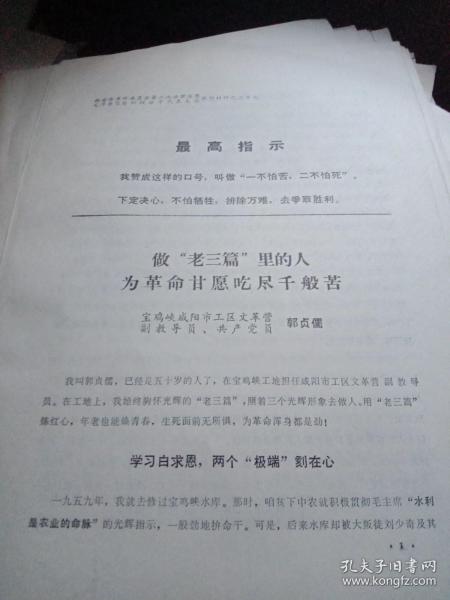 最高指示
我赞成这样的口号，叫做“一不怕苦，二不怕死”。
下定决心，不怕牺牲，排除万难，去争取胜利。
做“老三篇”里的人
为革命甘愿吃尽千般苦
宝鸡峡咸阳市工区文革营
副教导员、共产党员 郭贞儒
我叫郭贞儒，已经是五十岁的人了，在宝鸡峡工地担任咸阳市工区文革营副教导
员。在工地上，我始终胸怀光辉的“老三篇”，照着三个光辉形象去做人。用“老三篇”
炼红心，年老也能焕青春，生死面前无所惧，为革命浑身都是劲！
学习白求恩，两个“极端”刻在心
一九五九年，我就去修过宝鸡峡水库。那时，咱贫下中农就积极贯彻毛主席“水利
是农业的命脉”的光辉指示，一股劲地拚命干。可是，后来水库却被大叛徒刘少奇及其
·1·
孔夫子旧书网
www.kongfz.com